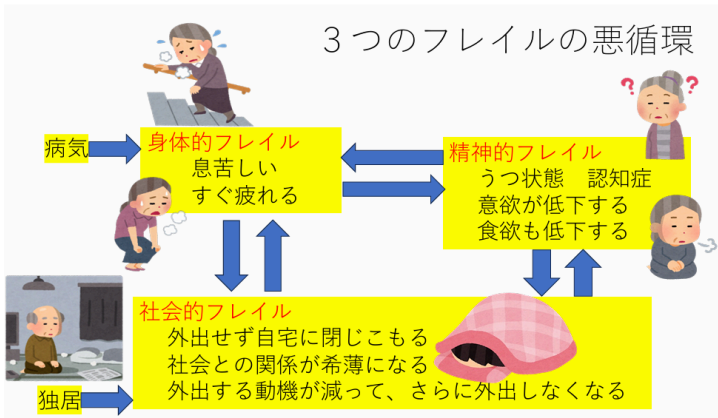 ３つのフレイルの悪循環
病気
身体的フレイル
息苦しい
すぐ疲れる
精神的フレイル
うつ状態　認知症
意欲が低下する
食欲も低下する
社会的フレイル
外出せず自宅に閉じこもる
社会との関係が希薄になる
外出する動機が減って、さらに外出しなくなる
独居
? ?